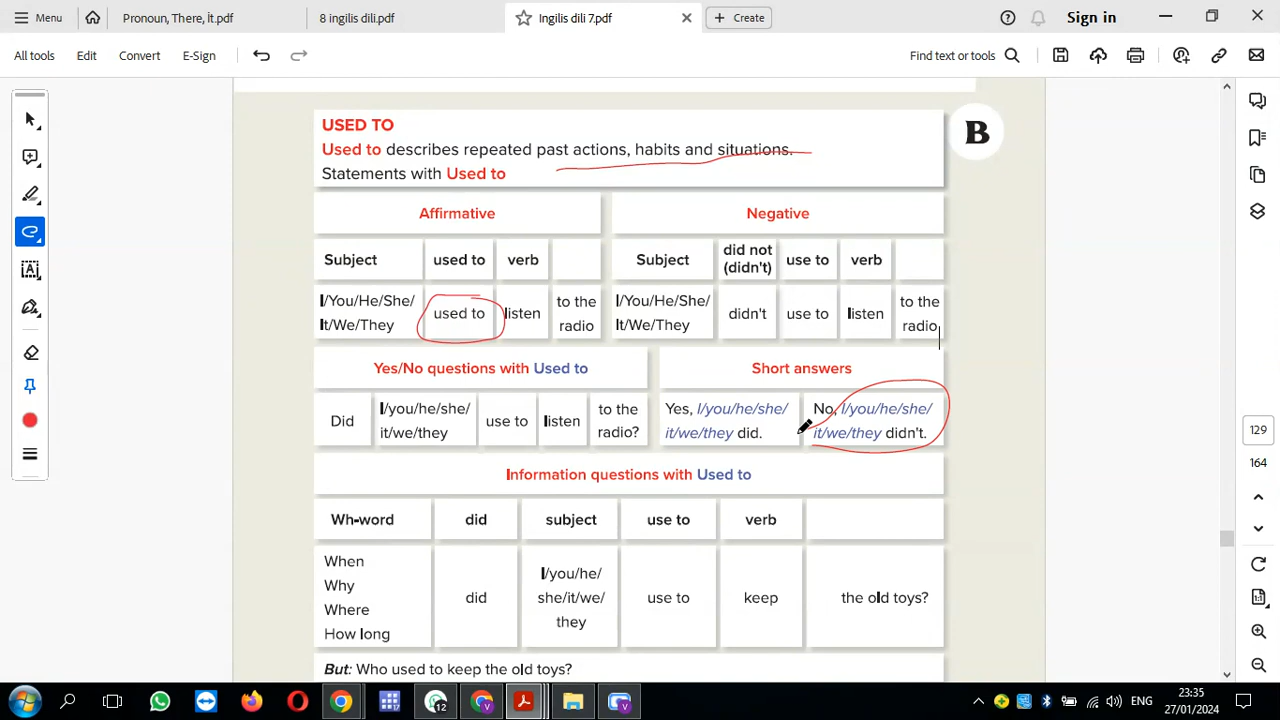 Menu
Pronoun, There, İt.pdf
8 ingilis dili.pdf
Ingilis dili 7.pdf
Create
Sign in
All tools
Edit
Convert
E-Sign
Find text or tools
USED TO
B
Used to describes repeated past actions, habits and situations.
Statements with Used to
Affirmative
Negative
Subject
used to
verb
Subject
did not
(didn't)
use to
verb
I/You/He/She/
It/We/They
used to
listen
to the
radio
I/You/He/She/
It/We/They
didn't
use to
listen
to the
radio
Yes/No questions with Used to
Short answers
Did
I/you/he/she/
it/we/they
use to
listen
to the
radio?
Yes, I/you/he/she/
it/we/they did.
No, I/you/he/she/
it/we/they didn't.
Information questions with Used to
Wh-word
did
subject
use to
verb
When
Why
Where
How long
did
I/you/he/
she/it/we/
they
use to
keep
the old toys?
But: Who used to keep the old toys?
129
164
12
ENG
23:35
27/01/2024